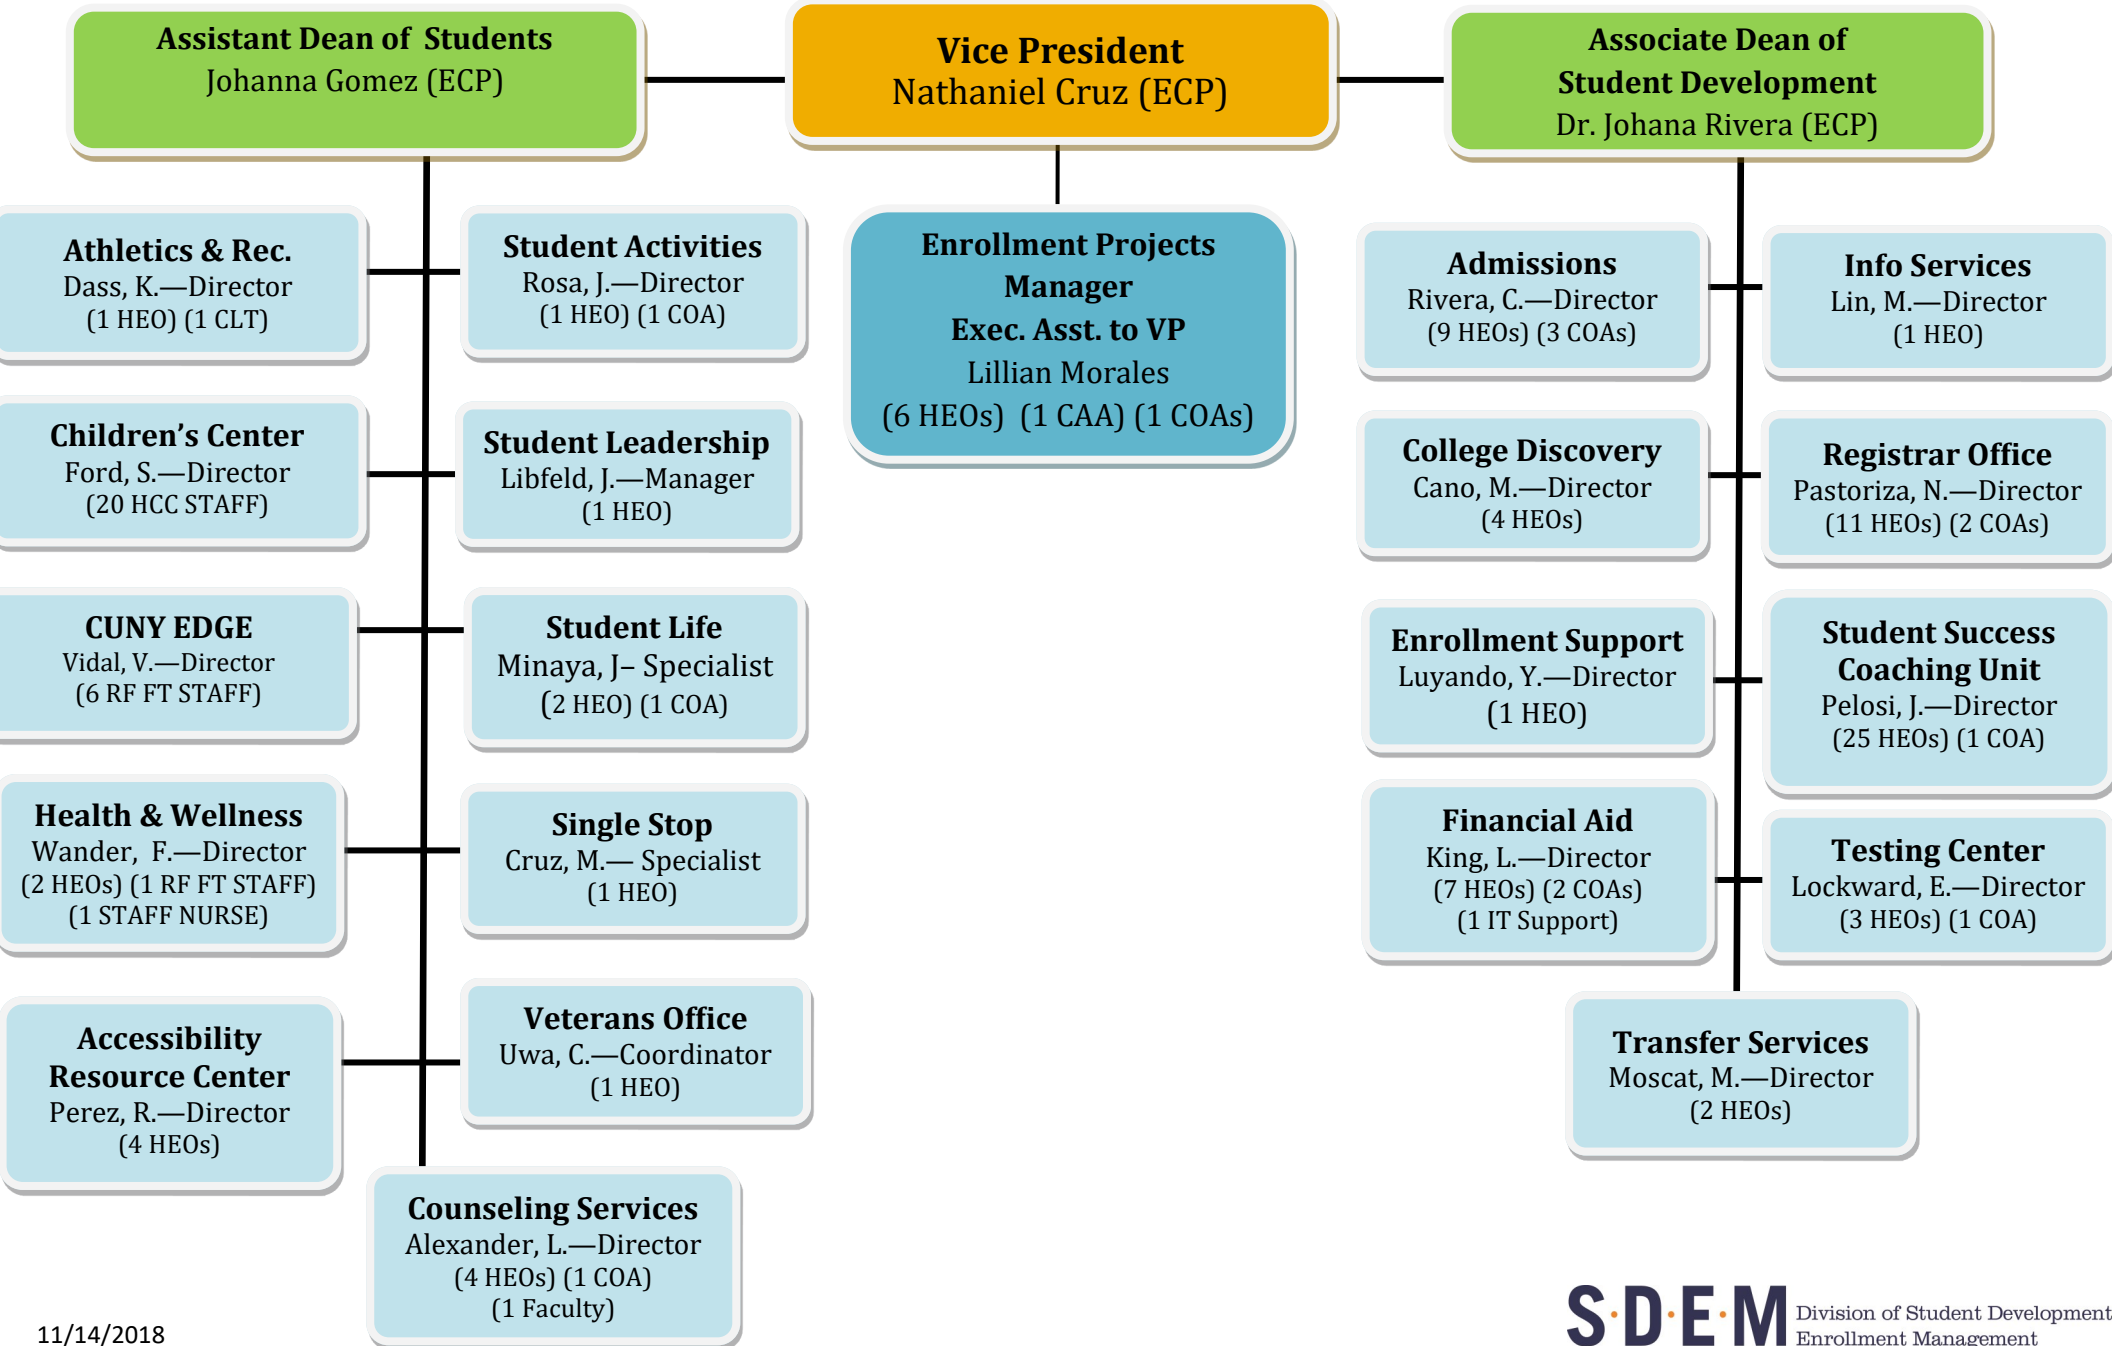 Assistant Dean of Students
Johanna Gomez (ECP)
Vice President
Nathaniel Cruz (ECP)
Associate Dean of
Student Development
Dr. Johana Rivera (ECP)
Athletics & Rec.
Dass, K.—Director
(1 HEO) (1 CLT)
Student Activities
Rosa, J.—Director
(1 HEO) (1 COA)
Enrollment Projects
Manager
Exec. Asst. to VP
Lillian Morales
(6 HEOs) (1 CAA) (1 COAs)
Admissions
Rivera, C.—Director
(9 HEOs) (3 COAs)
Info Services
Lin, M.—Director
(1 HEO)
Children’s Center
Ford, S.—Director
(20 HCC STAFF)
Student Leadership
Libfeld, J.—Manager
(1 HEO)
College Discovery
Cano, M.—Director
(4 HEOs)
Registrar Office
Pastoriza, N.—Director
(11 HEOs) (2 COAs)
CUNY EDGE
Vidal, V.—Director
(6 RF FT STAFF)
Student Life
Minaya, J– Specialist
(2 HEO) (1 COA)
Enrollment Support
Luyando, Y.—Director
(1 HEO)
Student Success
Coaching Unit
Pelosi, J.—Director
(25 HEOs) (1 COA)
Health & Wellness
Wander, F.—Director
(2 HEOs) (1 RF FT STAFF)
(1 STAFF NURSE)
Single Stop
Cruz, M.— Specialist
(1 HEO)
Financial Aid
King, L.—Director
(7 HEOs) (2 COAs)
(1 IT Support)
Testing Center
Lockward, E.—Director
(3 HEOs) (1 COA)
Accessibility
Resource Center
Perez, R.—Director
(4 HEOs)
Veterans Office
Uwa, C.—Coordinator
(1 HEO)
Transfer Services
Moscat, M.—Director
(2 HEOs)
Counseling Services
Alexander, L.—Director
(4 HEOs) (1 COA)
(1 Faculty)
11/14/2018
S·D·E·M
Division of Student Development
Enrollment Management